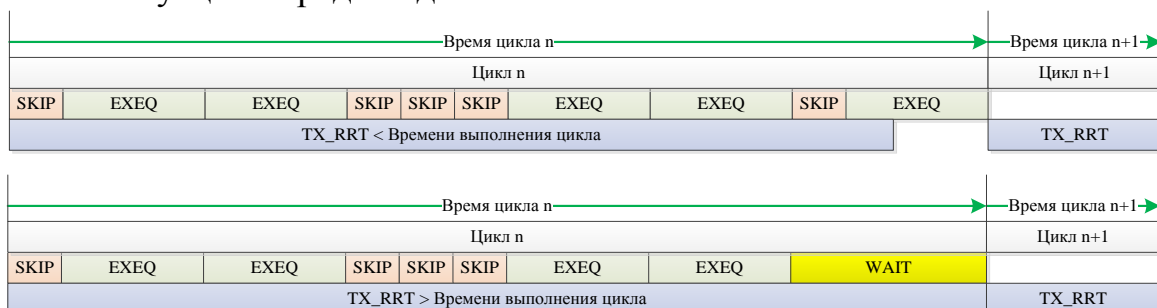 Время цикла n Время цикла n+1
Цикл n Цикл n+1
SKIP EXEQ EXEQ SKIP SKIP SKIP EXEQ EXEQ SKIP EXEQ
TX_RRT < Времени выполнения цикла TX_RRT
Время цикла n Время цикла n+1
Цикл n Цикл n+1
SKIP EXEQ EXEQ SKIP SKIP SKIP EXEQ EXEQ WAIT
TX_RRT > Времени выполнения цикла TX_RRT